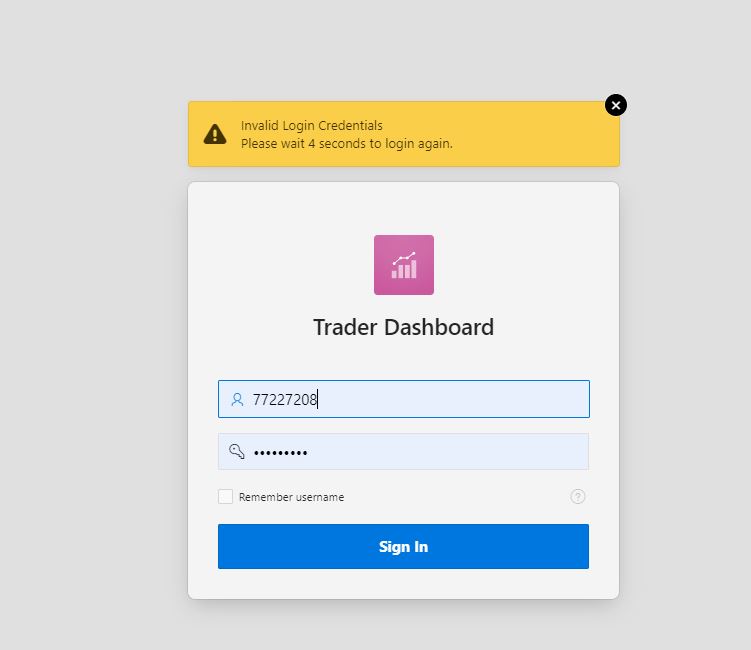 Invalid Login Credentials
Please wait 4 seconds to login again.
Trader Dashboard
77227208
•••••••••
Remember username
?
Sign In